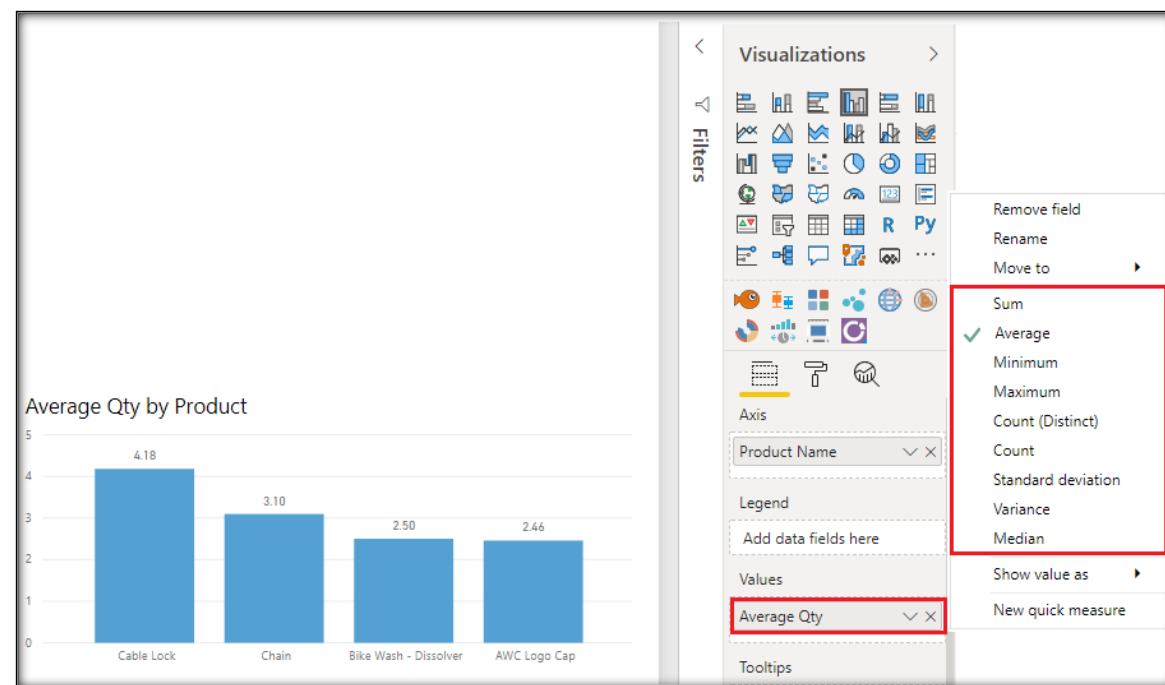 Average Qty by Product
5
4
3
2
1
0
4.18
3.10
2.50
2.46
Cable Lock
Chain
Bike Wash - Dissolver
AWC Logo Cap
Filters
Visualizations
123
R
Py
Axis
Product Name
Legend
Add data fields here
Values
Average Qty
Tooltips
Remove field
Rename
Move to
Sum
Average
Minimum
Maximum
Count (Distinct)
Count
Standard deviation
Variance
Median
Show value as
New quick measure